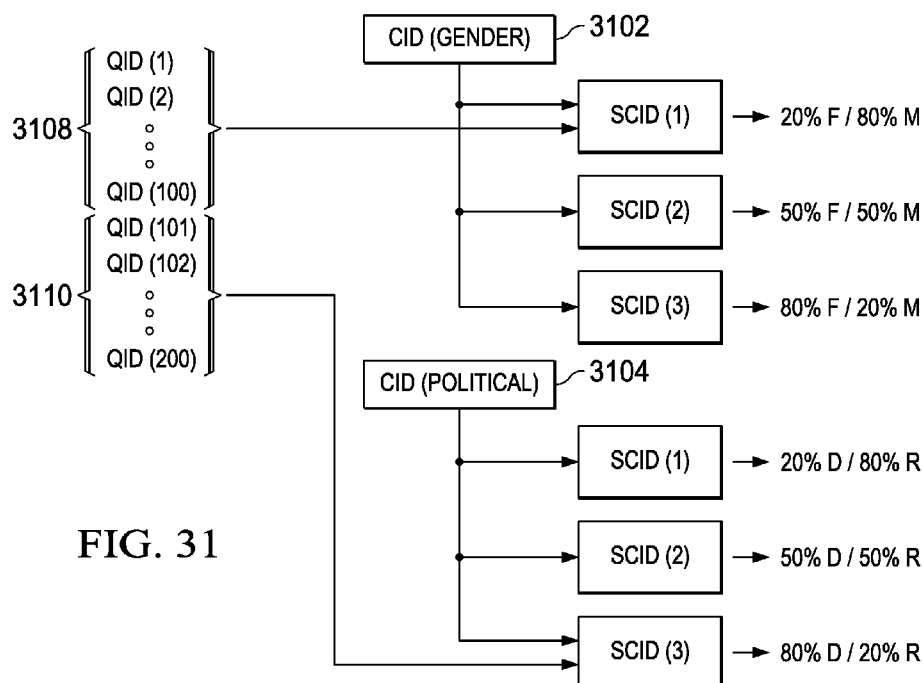 QID (1)
QID (2)
3108
QID (100)
QID (101)
QID (102)
3110
QID (200)
CID (GENDER)
3102
SCID (1)
20% F / 80% M
SCID (2)
50% F / 50% M
SCID (3)
80% F / 20% M
CID (POLITICAL)
3104
SCID (1)
20% D / 80% R
SCID (2)
50% D / 50% R
SCID (3)
80% D / 20% R
FIG. 31